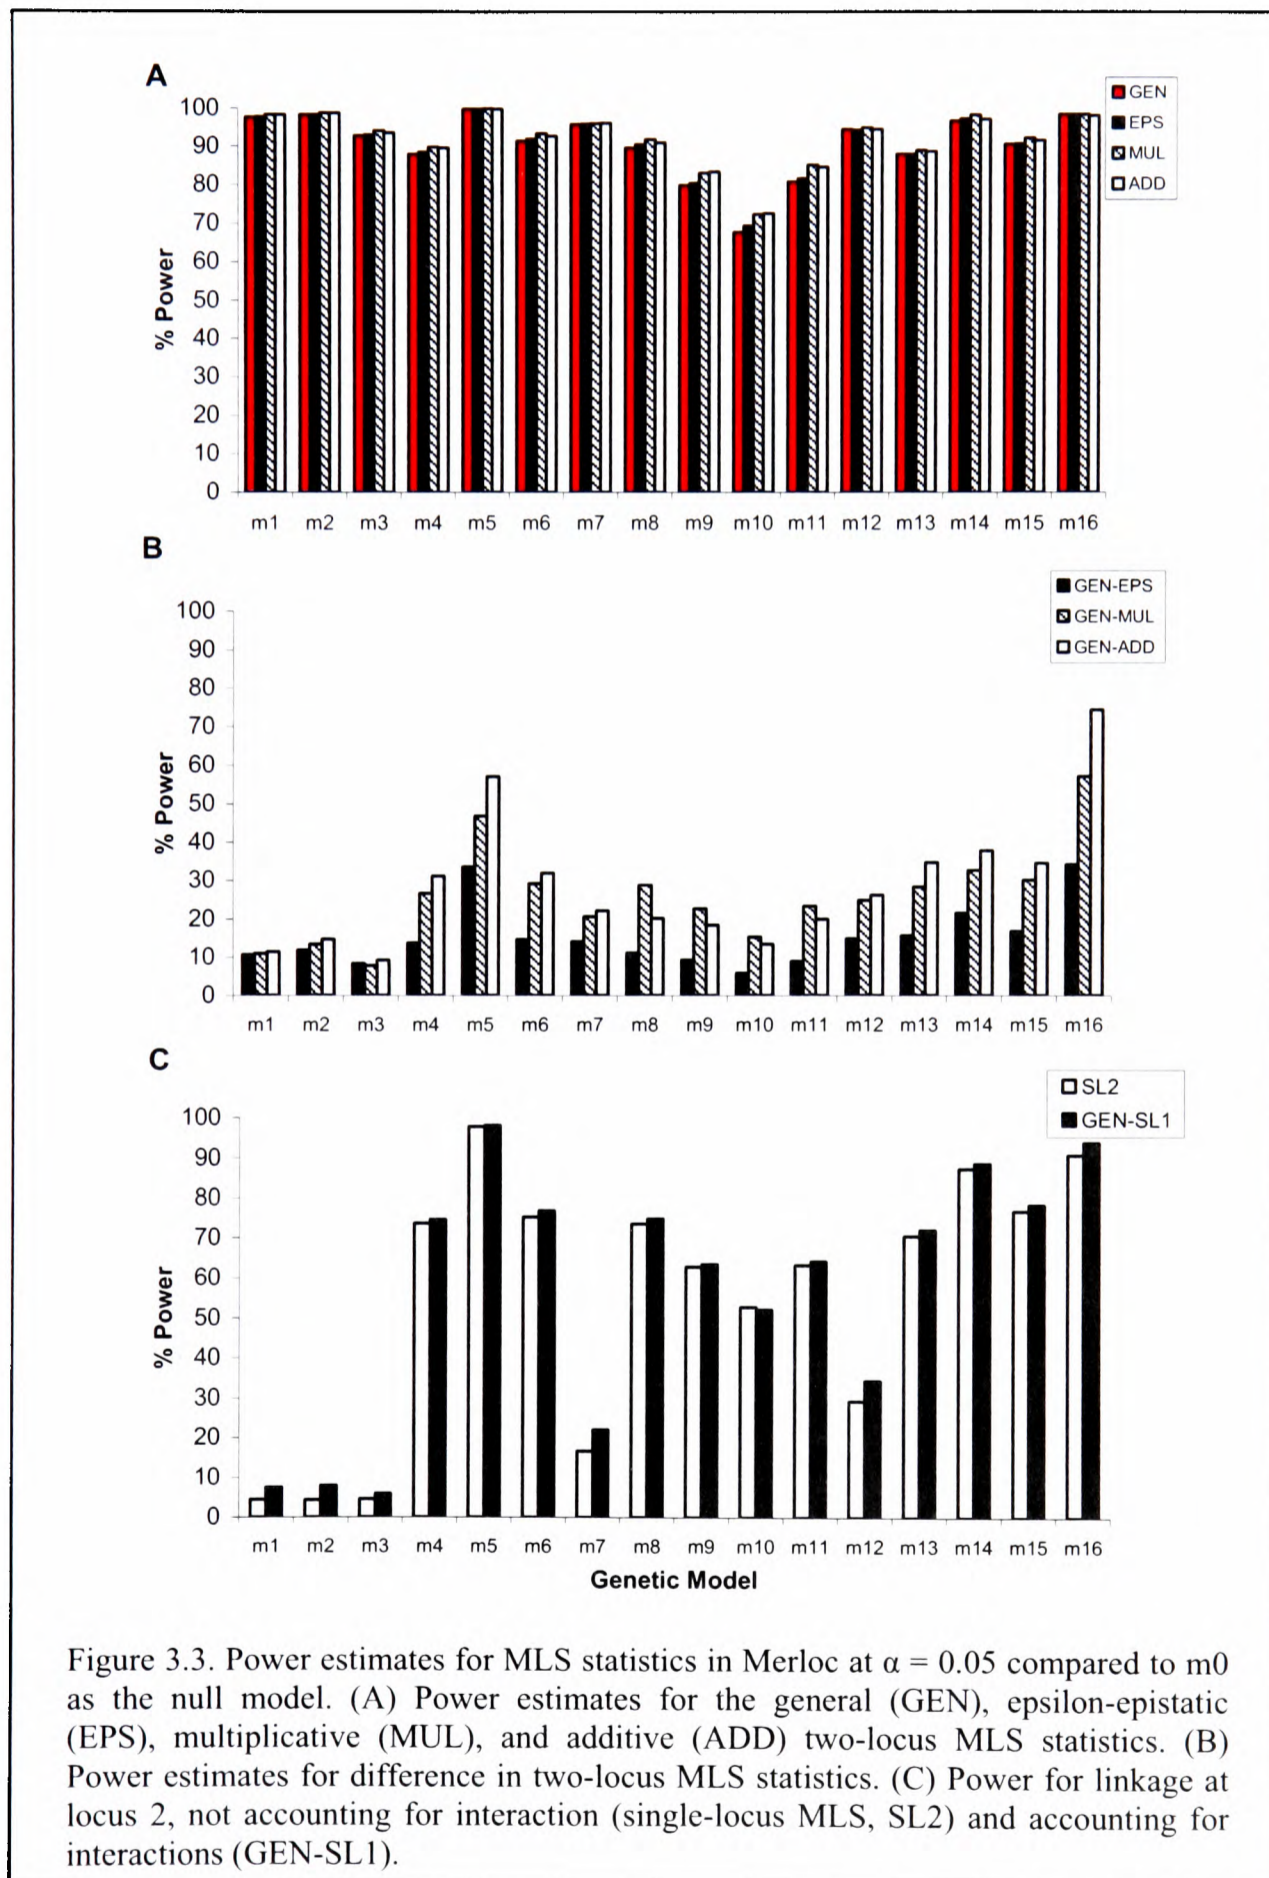 A
100
90
80
70
60
50
40
30
20
10
0
% Power
GEN
EPS
MUL
ADD
m1 m2 m3 m4 m5 m6 m7 m8 m9 m10 m11 m12 m13 m14 m15 m16
B
100
90
80
70
60
50
40
30
20
10
0
% Power
GEN-EPS
GEN-MUL
GEN-ADD
m1 m2 m3 m4 m5 m6 m7 m8 m9 m10 m11 m12 m13 m14 m15 m16
C
100
90
80
70
60
50
40
30
20
10
0
% Power
SL2
GEN-SL1
m1 m2 m3 m4 m5 m6 m7 m8 m9 m10 m11 m12 m13 m14 m15 m16
Genetic Model
Figure 3.3. Power estimates for MLS statistics in Merloc at α = 0.05 compared to m0
as the null model. (A) Power estimates for the general (GEN), epsilon-epistatic
(EPS), multiplicative (MUL), and additive (ADD) two-locus MLS statistics. (B)
Power estimates for difference in two-locus MLS statistics. (C) Power for linkage at
locus 2, not accounting for interaction (single-locus MLS, SL2) and accounting for
interactions (GEN-SL1).